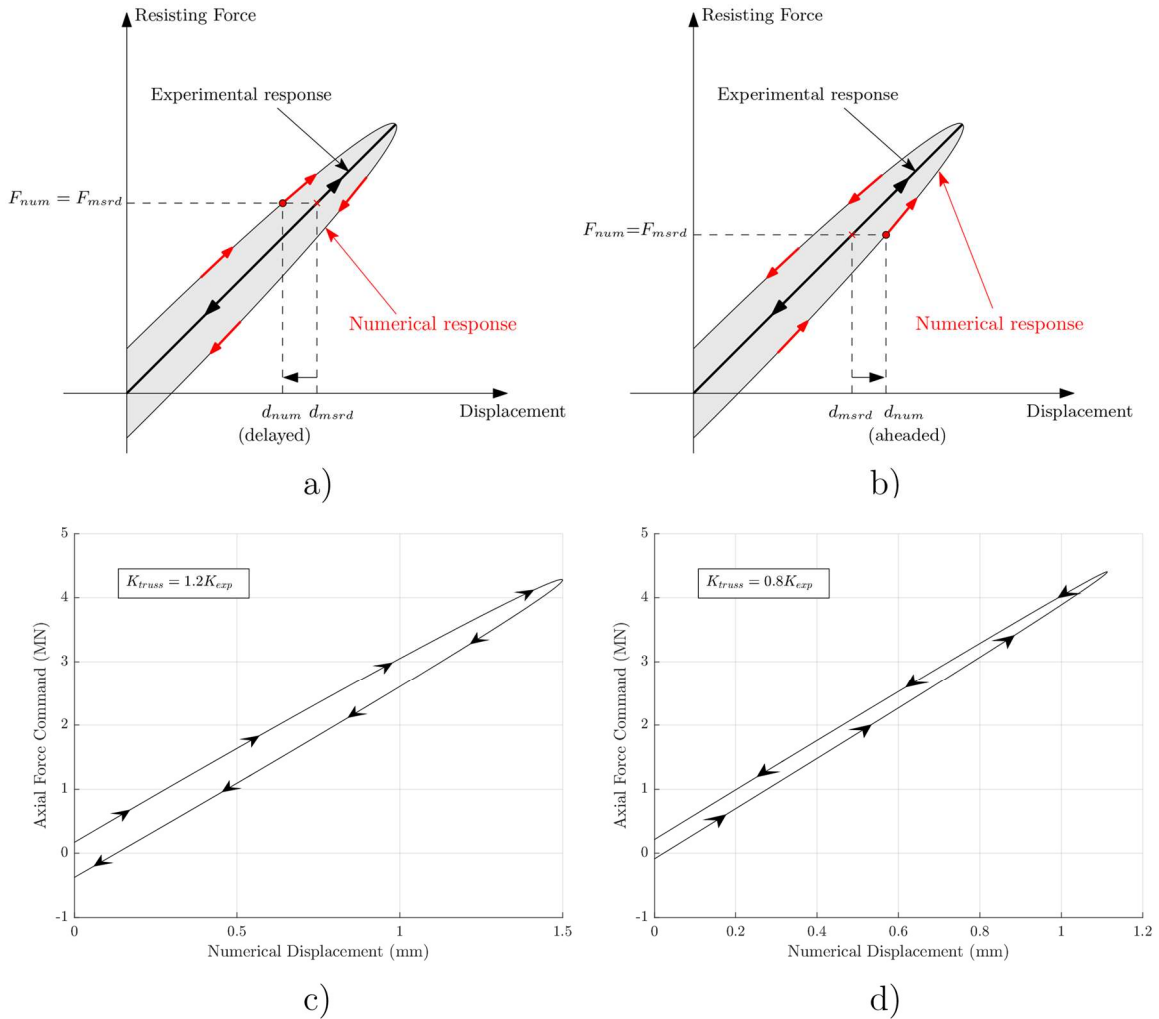 Resisting Force
Experimental response
F_num = F_msrd
Numerical response
d_num d_msrd
(delayed)
Displacement
a)
Resisting Force
Experimental response
F_num=F_msrd
Numerical response
d_msrd d_num
(aheaded)
Displacement
b)
K_truss = 1.2K_exp
Axial Force Command (MN)
5
4
3
2
1
0
-1
0 0.5 1 1.5
Numerical Displacement (mm)
c)
K_truss = 0.8K_exp
Axial Force Command (MN)
5
4
3
2
1
0
-1
0 0.2 0.4 0.6 0.8 1 1.2
Numerical Displacement (mm)
d)